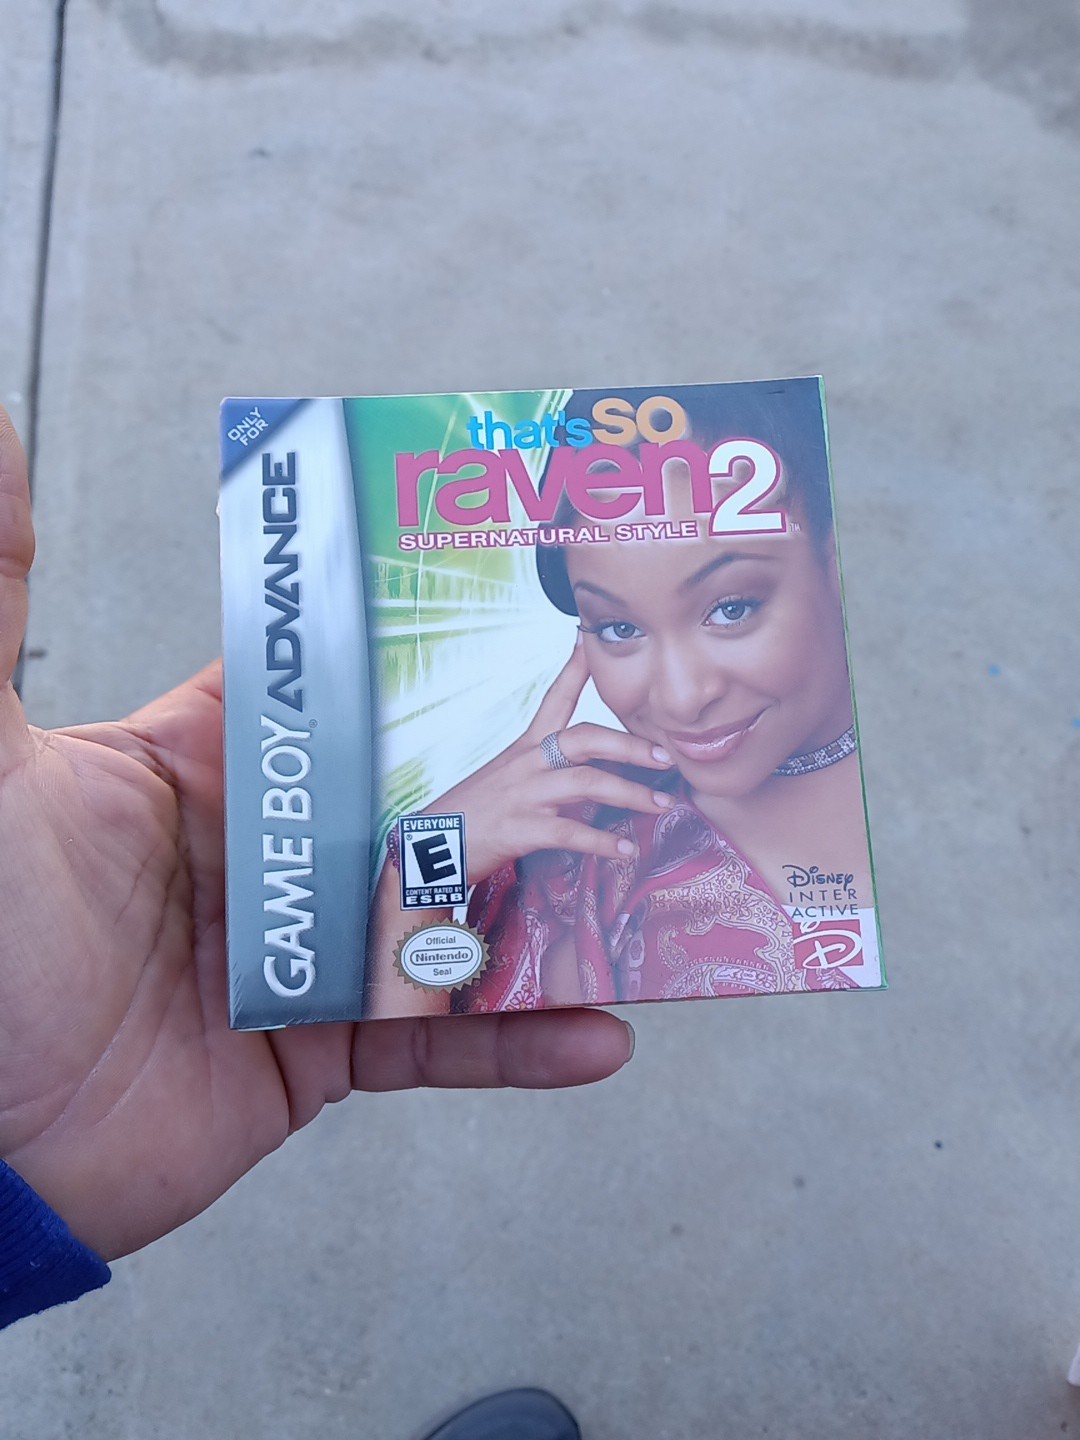 ONLY
FOR
GAME BOY ADVANCE
®
that's so
raven 2
SUPERNATURAL STYLE
TM
EVERYONE
E
®
CONTENT RATED BY
ESRB
Official
Nintendo
Seal
Disney
INTER
ACTIVE
D